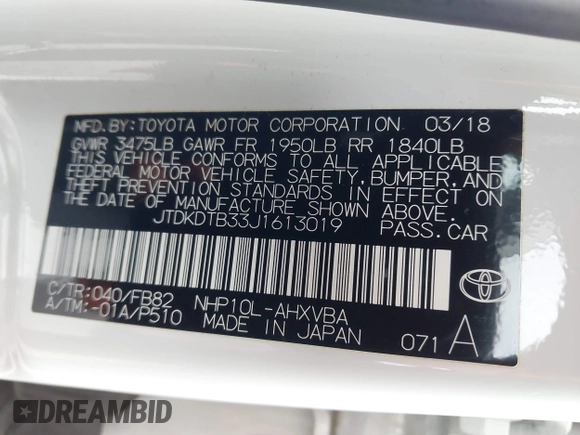 MFD.BY:TOYOTA MOTOR CORPORATION 03/18
GVWR 3475LB GAWR FR 1950LB RR 1840LB
THIS VEHICLE CONFORMS TO ALL APPLICABLE
FEDERAL MOTOR VEHICLE SAFETY, BUMPER, AND
THEFT PREVENTION STANDARDS IN EFFECT ON
THE DATE OF MANUFACTURE SHOWN ABOVE.
JTDKDTB33J1613019 PASS.CAR
C/TR:040/FB82 NHP10L-AHXVBA
A/TM:-01A/P510 MADE IN JAPAN 071 A
DREAMBID